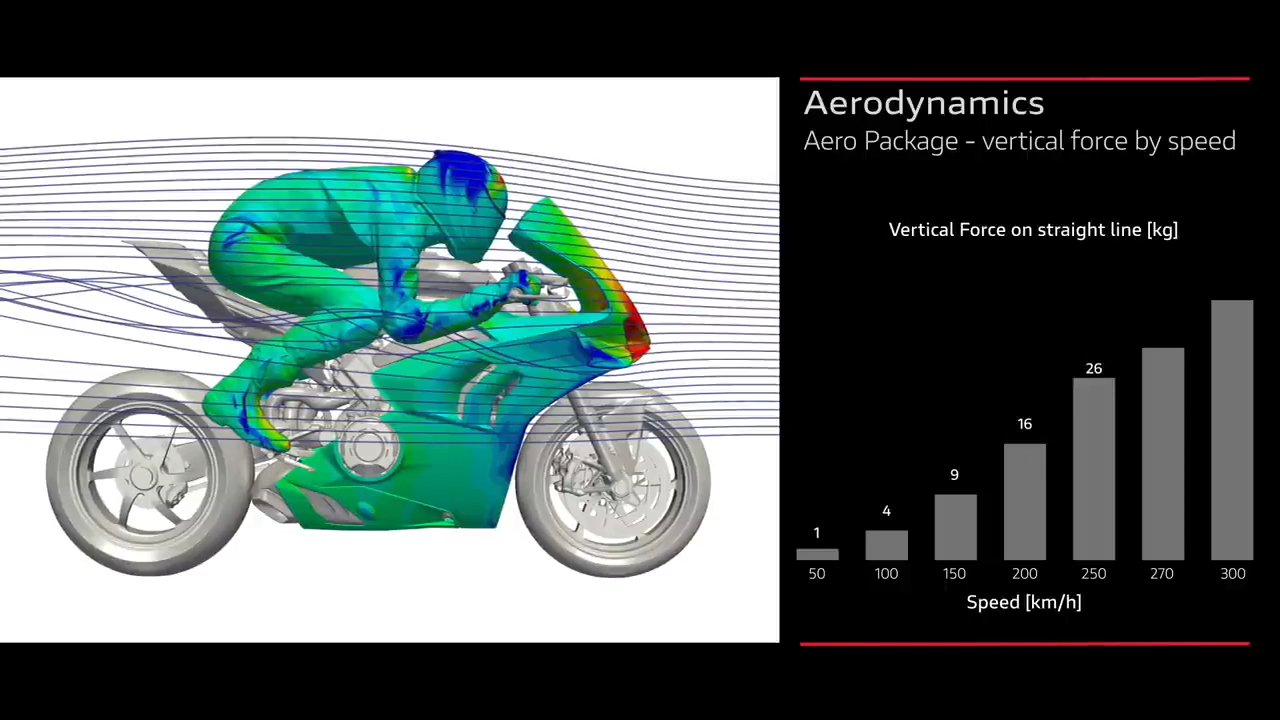 Aerodynamics
Aero Package - vertical force by speed
Vertical Force on straight line [kg]
26
16
9
4
1
50 100 150 200 250 270 300
Speed [km/h]